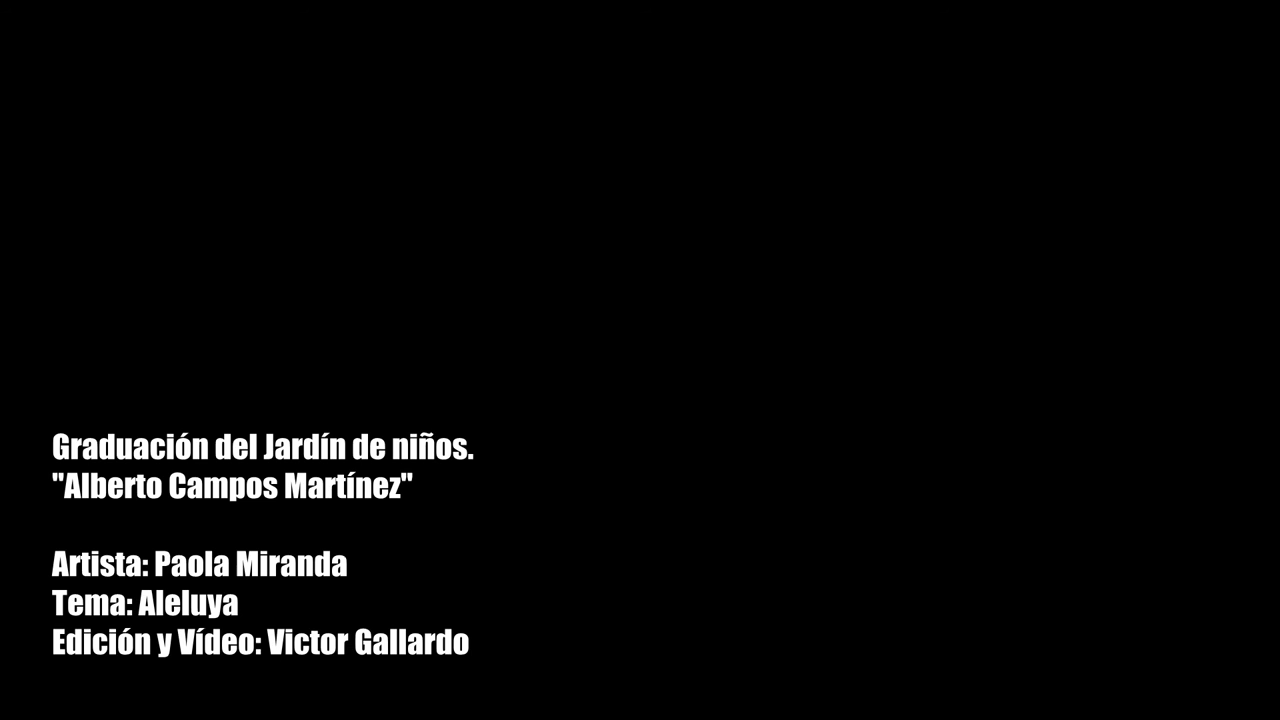 Graduación del Jardín de niños.
"Alberto Campos Martínez"
Artista: Paola Miranda
Tema: Aleluya
Edición y Vídeo: Victor Gallardo